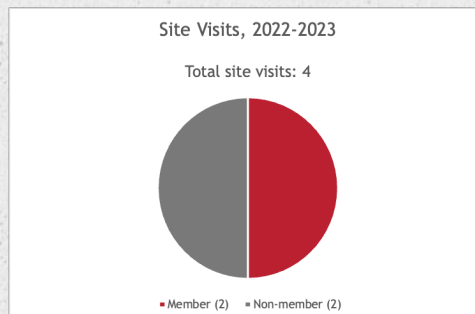 Site Visits, 2022-2023
Total site visits: 4
Member (2) Non-member (2)